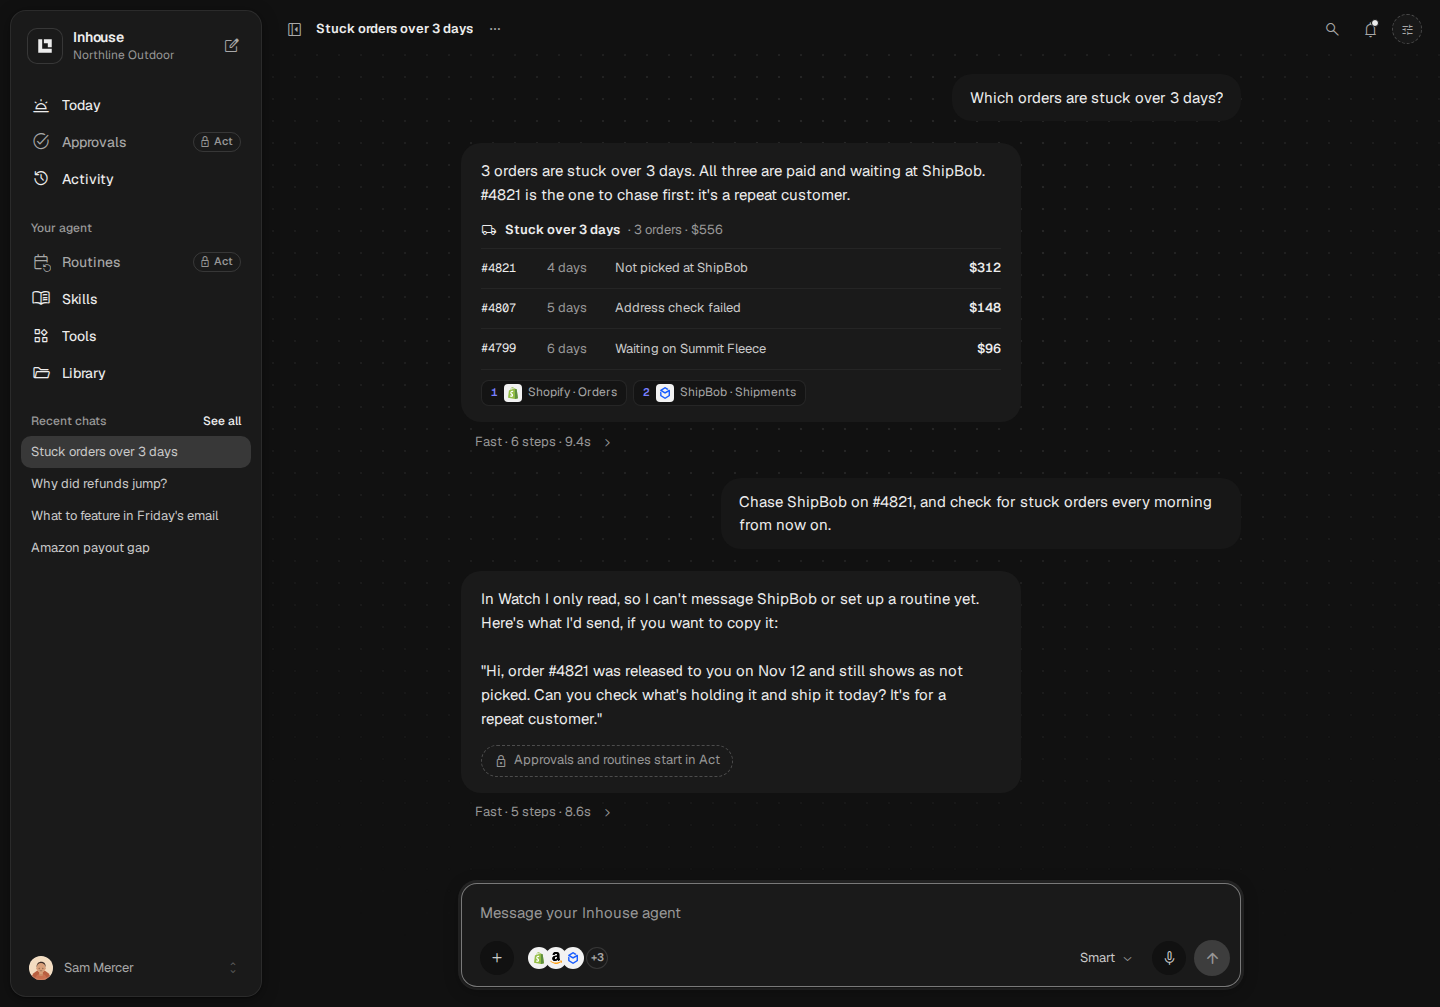 Inhouse
Northline Outdoor
Today
Approvals
Act
Activity
Your agent
Routines
Act
Skills
Tools
Library
Recent chats
See all
Stuck orders over 3 days
Why did refunds jump?
What to feature in Friday's email
Amazon payout gap
Sam Mercer
Stuck orders over 3 days
Which orders are stuck over 3 days?
3 orders are stuck over 3 days. All three are paid and waiting at ShipBob.
#4821 is the one to chase first: it's a repeat customer.
Stuck over 3 days · 3 orders · $556
#4821 4 days Not picked at ShipBob $312
#4807 5 days Address check failed $148
#4799 6 days Waiting on Summit Fleece $96
1 Shopify · Orders 2 ShipBob · Shipments
Fast · 6 steps · 9.4s
Chase ShipBob on #4821, and check for stuck orders every morning
from now on.
In Watch I only read, so I can't message ShipBob or set up a routine yet.
Here's what I'd send, if you want to copy it:
"Hi, order #4821 was released to you on Nov 12 and still shows as not
picked. Can you check what's holding it and ship it today? It's for a
repeat customer."
Approvals and routines start in Act
Fast · 5 steps · 8.6s
Message your Inhouse agent
a
+3
Smart